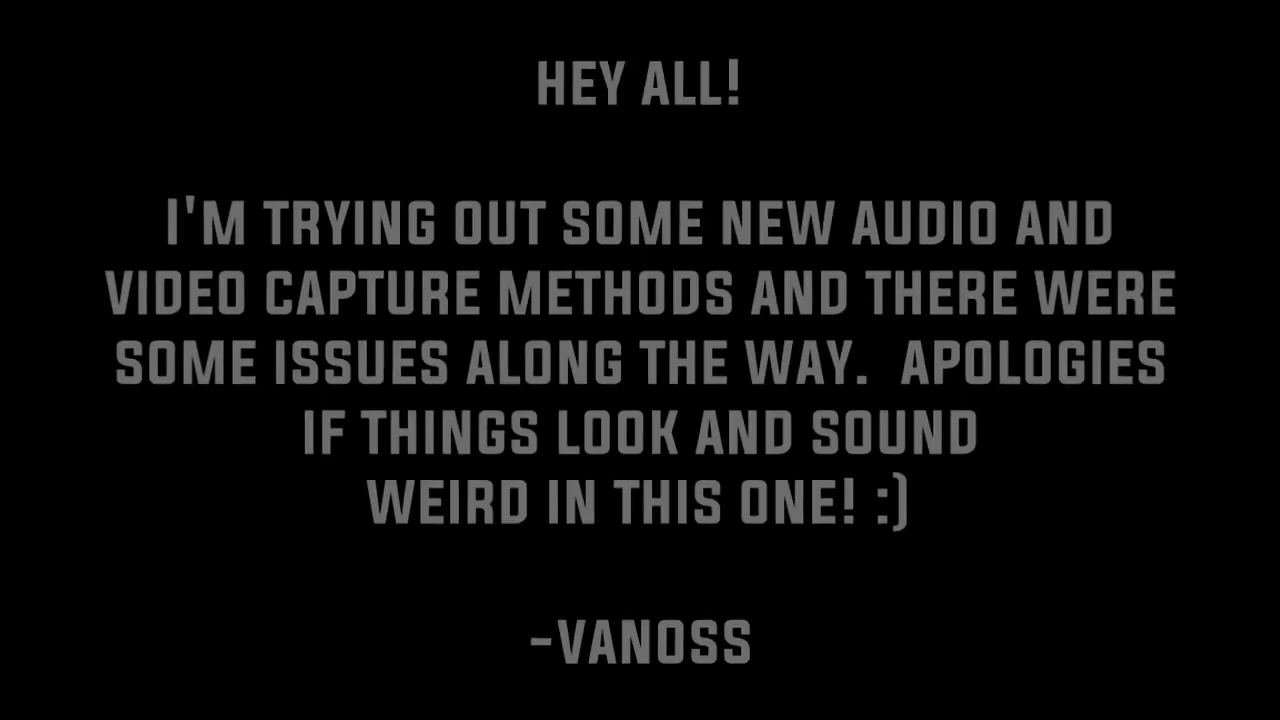 HEY ALL!
I'M TRYING OUT SOME NEW AUDIO AND
VIDEO CAPTURE METHODS AND THERE WERE
SOME ISSUES ALONG THE WAY.  APOLOGIES
IF THINGS LOOK AND SOUND
WEIRD IN THIS ONE! :)
-VANOSS